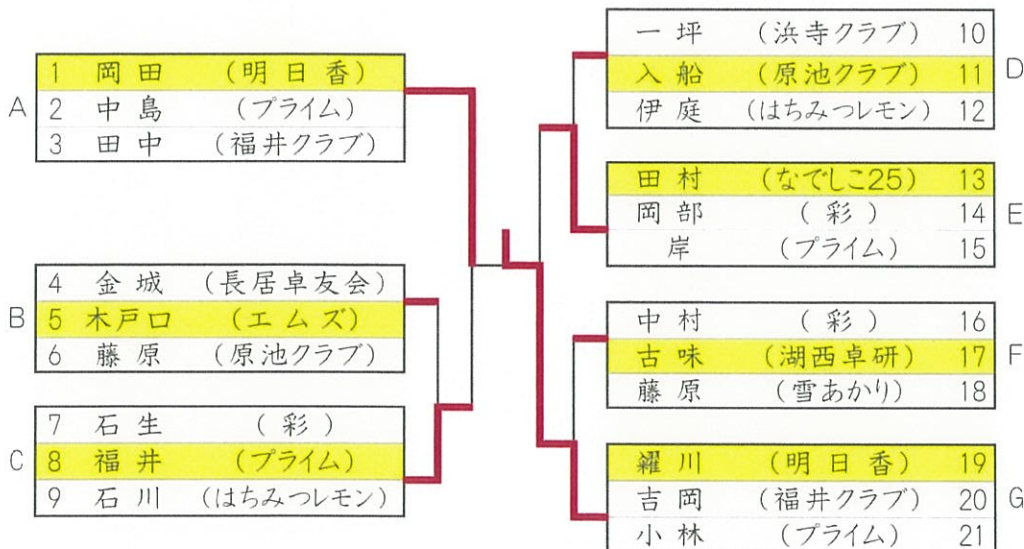 A
1 岡田 (明日香)
2 中島 (プライム)
3 田中 (福井クラブ)
B
4 金城 (長居卓友会)
5 木戸口 (エムズ)
6 藤原 (原池クラブ)
C
7 石生 (彩)
8 福井 (プライム)
9 石川 (はちみつレモン)
一坪 (浜寺クラブ) 10
入船 (原池クラブ) 11
伊庭 (はちみつレモン) 12
D
田村 (なでしこ25) 13
岡部 (彩) 14
岸 (プライム) 15
E
中村 (彩) 16
古味 (湖西卓研) 17
藤原 (雪あかり) 18
F
川 (明日香) 19
吉岡 (福井クラブ) 20
小林 (プライム) 21
G